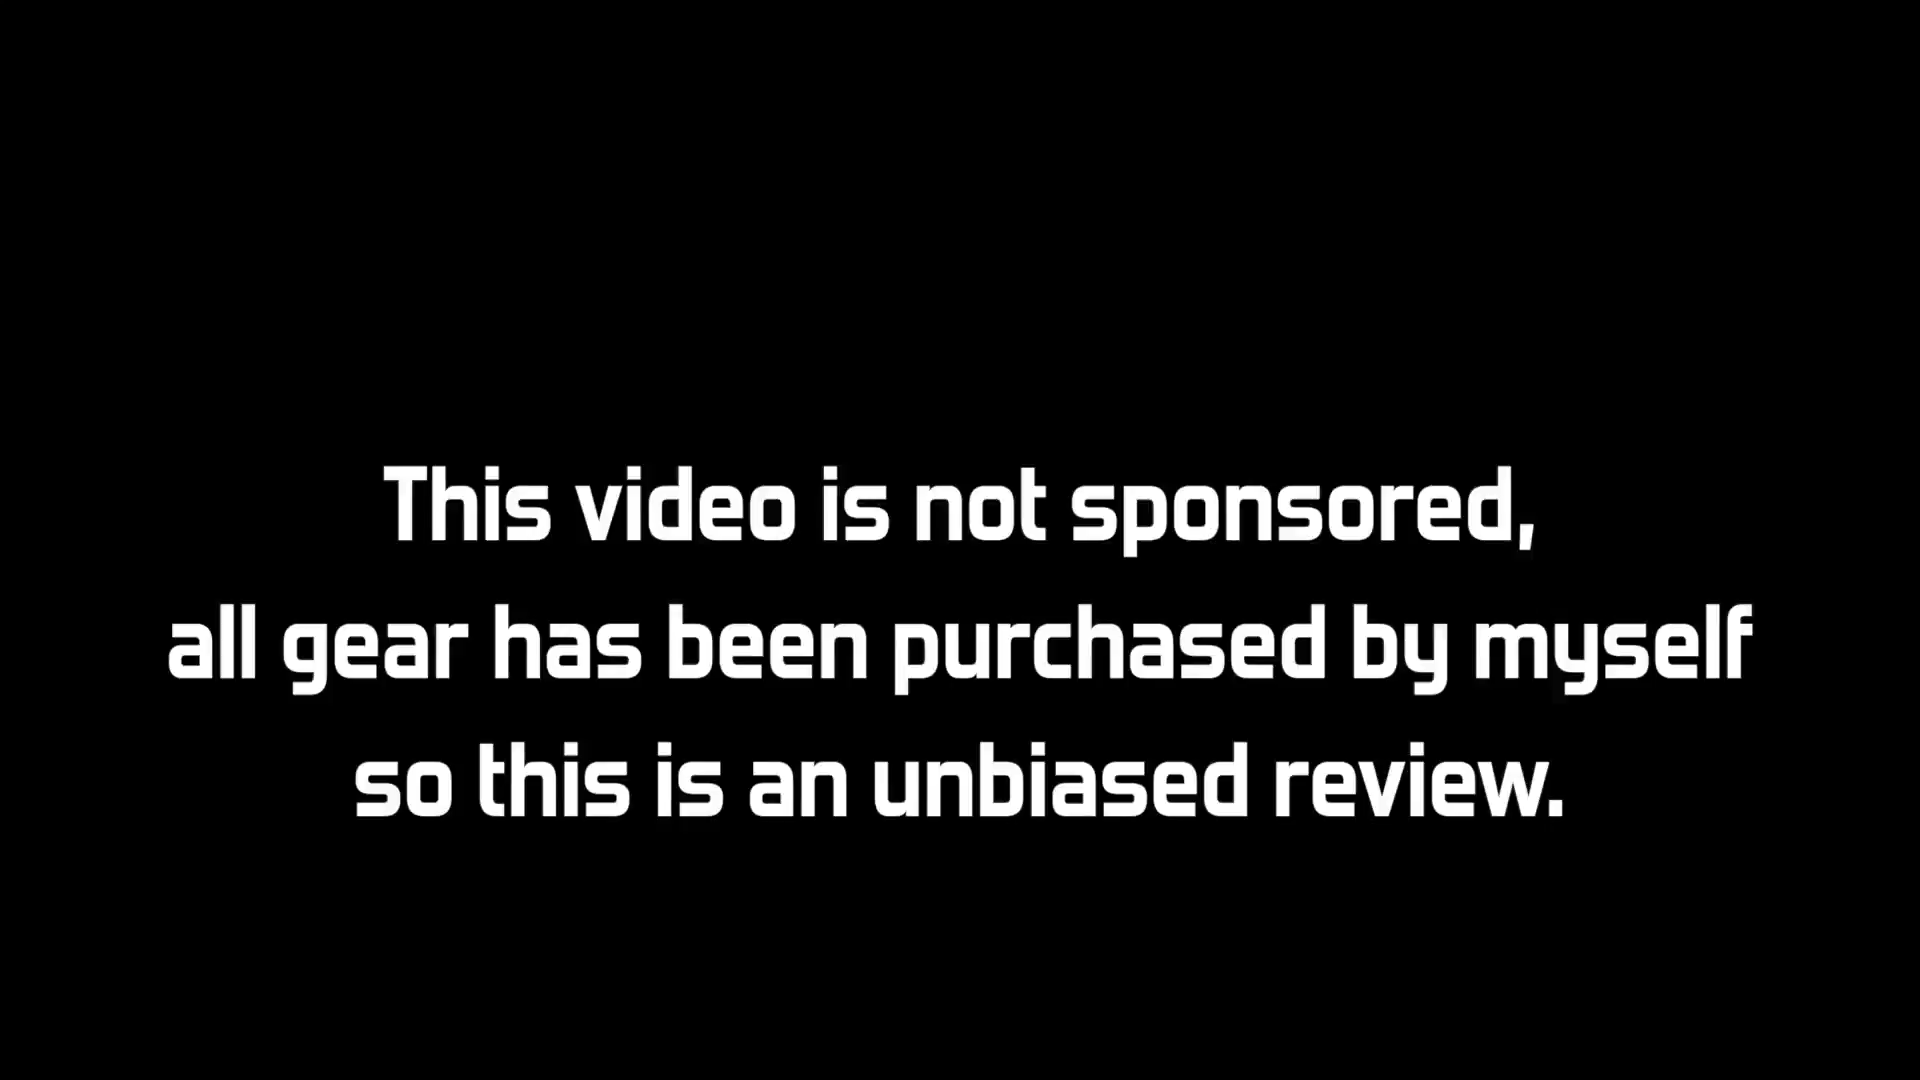 This video is not sponsored,
all gear has been purchased by myself
so this is an unbiased review.